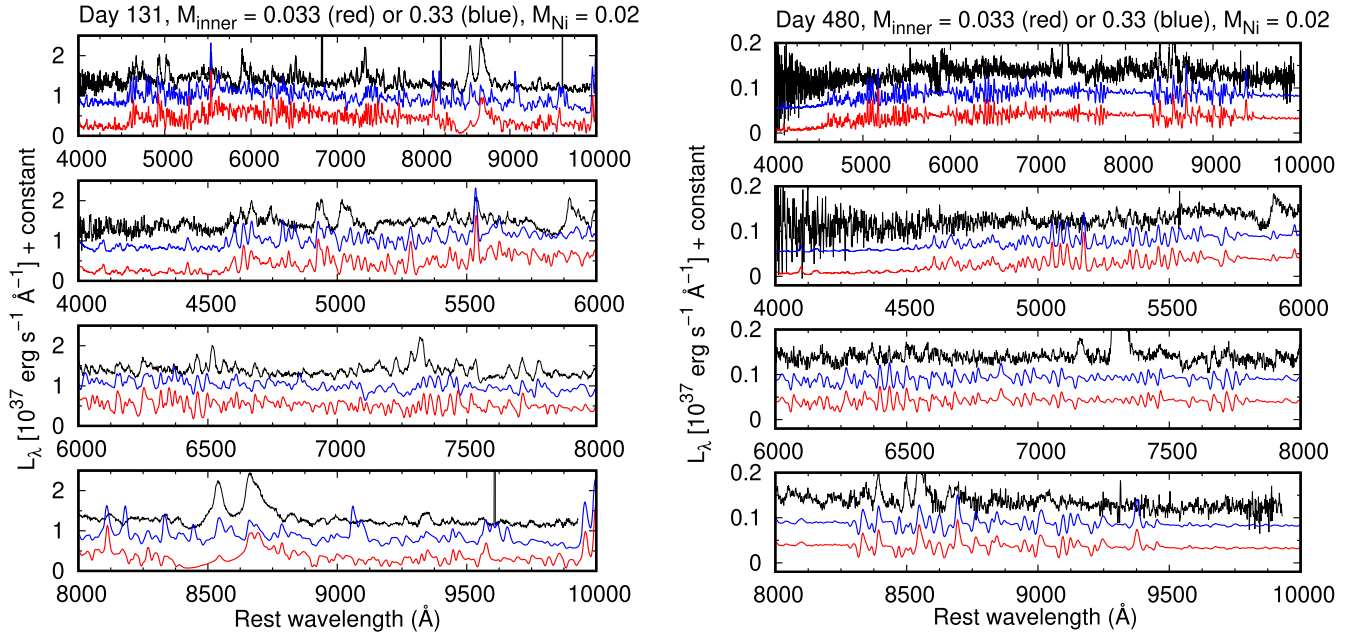 Day 131, M_inner = 0.033 (red) or 0.33 (blue), M_Ni = 0.02
2
1
0
4000 5000 6000 7000 8000 9000 10000
2
1
0
4000 4500 5000 5500 6000
2
1
0
6000 6500 7000 7500 8000
2
1
0
8000 8500 9000 9500 10000
L_λ [10^37 erg s^−1 Å^−1] + constant
Rest wavelength (Å)
Day 480, M_inner = 0.033 (red) or 0.33 (blue), M_Ni = 0.02
0.2
0.1
0
4000 5000 6000 7000 8000 9000 10000
0.2
0.1
0
4000 4500 5000 5500 6000
0.2
0.1
0
6000 6500 7000 7500 8000
0.2
0.1
0
8000 8500 9000 9500 10000
L_λ [10^37 erg s^−1 Å^−1] + constant
Rest wavelength (Å)